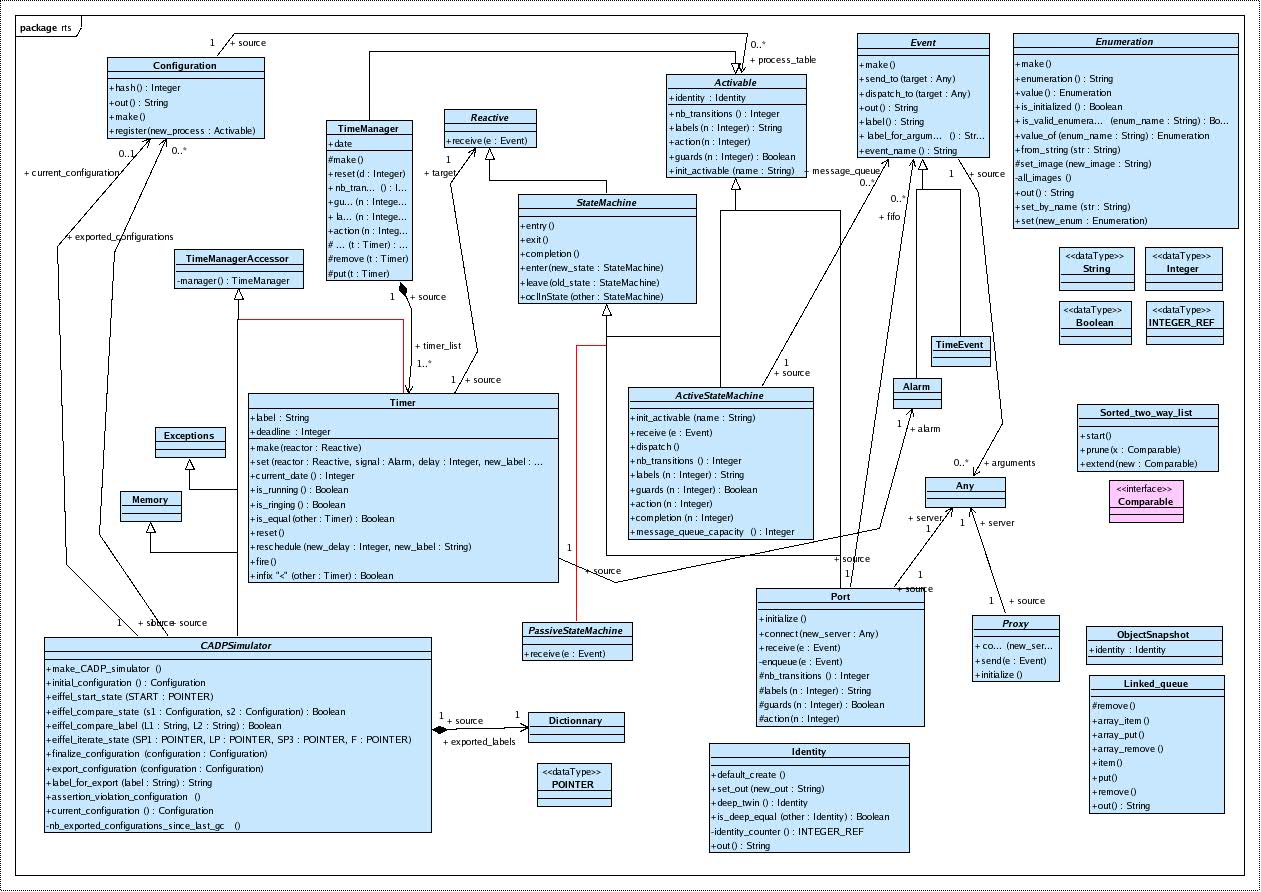 package rts
1 + source
0..*
+ process_table
Configuration
+hash() : Integer
+out() : String
+make()
+register(new_process : Activable)
0..1
0..*
+ current_configuration
+ exported_configurations
TimeManager
+date
#make()
+reset(d : Integer)
+ nb_tran... () : I...
+gu... (n : Intege...
+ la... (n : Intege...
+action(n : Integ...
# ... (t : Timer) : ...
#remove (t : Timer)
#put(t : Timer)
1 + source
+ timer_list
1..*
Reactive
+receive(e : Event)
1
+ target
Activable
+identity : Identity
+nb_transitions () : Integer
+labels(n : Integer) : String
+action(n : Integer)
+guards (n : Integer) : Boolean
+init_activable (name : String)
Event
+make()
+send_to (target : Any)
+dispatch_to (target : Any)
+out() : String
+label() : String
+ label_for_argum... () : Str...
+event_name () : String
+ message_queue
0..*
0..*
+ fifo
1 + source
Enumeration
+make()
+enumeration () : String
+value() : Enumeration
+is_initialized () : Boolean
+ is_valid_enumera... (enum_name : String) : Bo...
+value_of (enum_name : String) : Enumeration
+from_string (str : String)
#set_image (new_image : String)
-all_images ()
+out() : String
+set_by_name (str : String)
+set(new_enum : Enumeration)
StateMachine
+entry()
+exit()
+completion()
+enter(new_state : StateMachine)
+leave(old_state : StateMachine)
+oclInState (other : StateMachine)
TimeManagerAccessor
-manager() : TimeManager
<<dataType>>
String
<<dataType>>
Integer
<<dataType>>
Boolean
<<dataType>>
INTEGER_REF
TimeEvent
Alarm
1
+ alarm
1 + source
Timer
+label : String
+deadline : Integer
+make(reactor : Reactive)
+set (reactor : Reactive, signal : Alarm, delay : Integer, new_label : ...
+current_date () : Integer
+is_running() : Boolean
+is_ringing () : Boolean
+is_equal (other : Timer) : Boolean
+reset()
+reschedule (new_delay : Integer, new_label : String)
+fire()
+infix "<" (other : Timer) : Boolean
1
+ source
1
+ source
ActiveStateMachine
+init_activable (name : String)
+receive (e : Event)
+dispatch ()
+nb_transitions () : Integer
+labels (n : Integer) : String
+guards (n : Integer) : Boolean
+action (n : Integer)
+completion (n : Integer)
+message_queue_capacity () : Integer
Exceptions
Memory
Sorted_two_way_list
+start()
+prune(x : Comparable)
+extend(new : Comparable)
<<interface>>
Comparable
0..* + arguments
Any
+ server
1
1
+ server
+ source
1
1
+ source
1 + source
Port
+initialize ()
+connect(new_server : Any)
+receive(e : Event)
-enqueue(e : Event)
#nb_transitions () : Integer
#labels(n : Integer) : String
#guards(n : Integer) : Boolean
#action(n : Integer)
Proxy
+ co... (new_ser...
+send(e : Event)
+initialize ()
ObjectSnapshot
+identity : Identity
Linked_queue
#remove()
+array_item ()
+array_put()
+array_remove ()
+item()
+put()
+remove()
+out() : String
PassiveStateMachine
+receive(e : Event)
1 + source + source
CADPSimulator
+make_CADP_simulator ()
+initial_configuration () : Configuration
+eiffel_start_state (START : POINTER)
+eiffel_compare_state (s1 : Configuration, s2 : Configuration) : Boolean
+eiffel_compare_label (L1 : String, L2 : String) : Boolean
+eiffel_iterate_state (SP1 : POINTER, LP : POINTER, SP3 : POINTER, F : POINTER)
+finalize_configuration (configuration : Configuration)
+export_configuration (configuration : Configuration)
+label_for_export (label : String) : String
+assertion_violation_configuration ()
+current_configuration () : Configuration
-nb_exported_configurations_since_last_gc ()
1 + source
1
+ exported_labels
Dictionnary
<<dataType>>
POINTER
Identity
+default_create ()
+set_out (new_out : String)
+deep_twin () : Identity
+is_deep_equal (other : Identity) : Boolean
-identity_counter () : INTEGER_REF
+out() : String